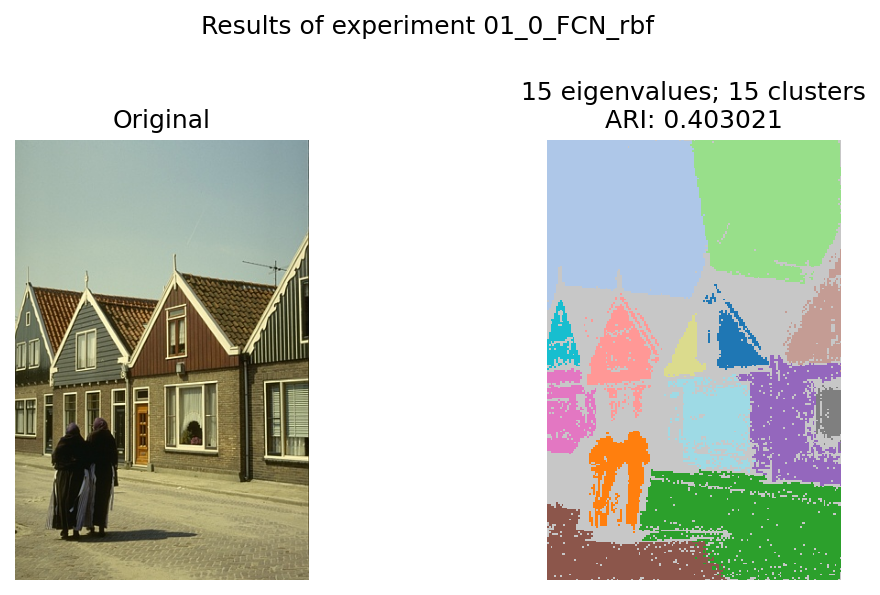 Results of experiment 01_0_FCN_rbf
Original
15 eigenvalues; 15 clusters
ARI: 0.403021